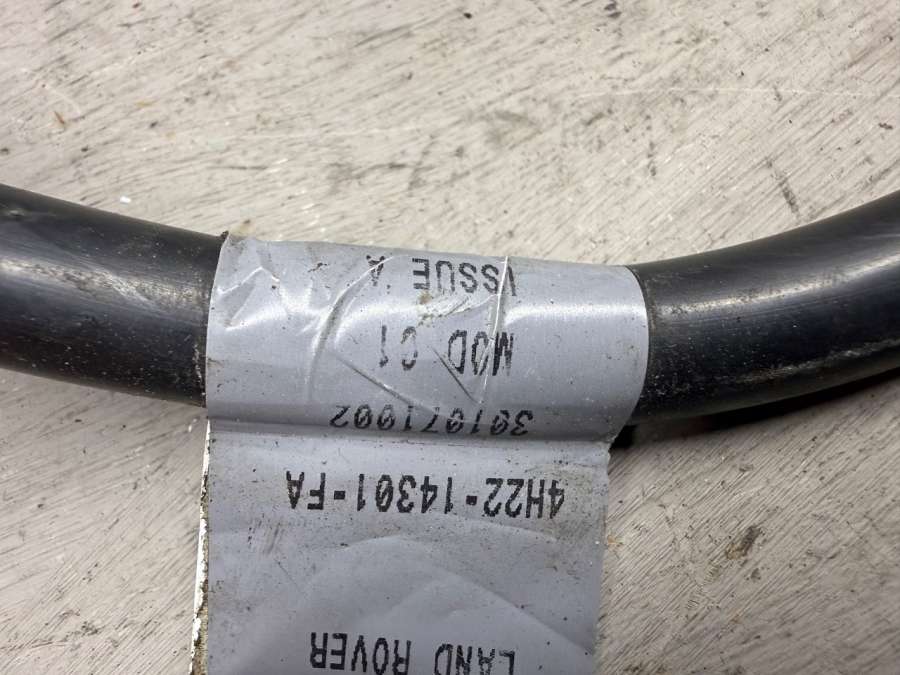 LAND ROVER
4H22-14301-FA
301071002
MOD C1
ISSUE A